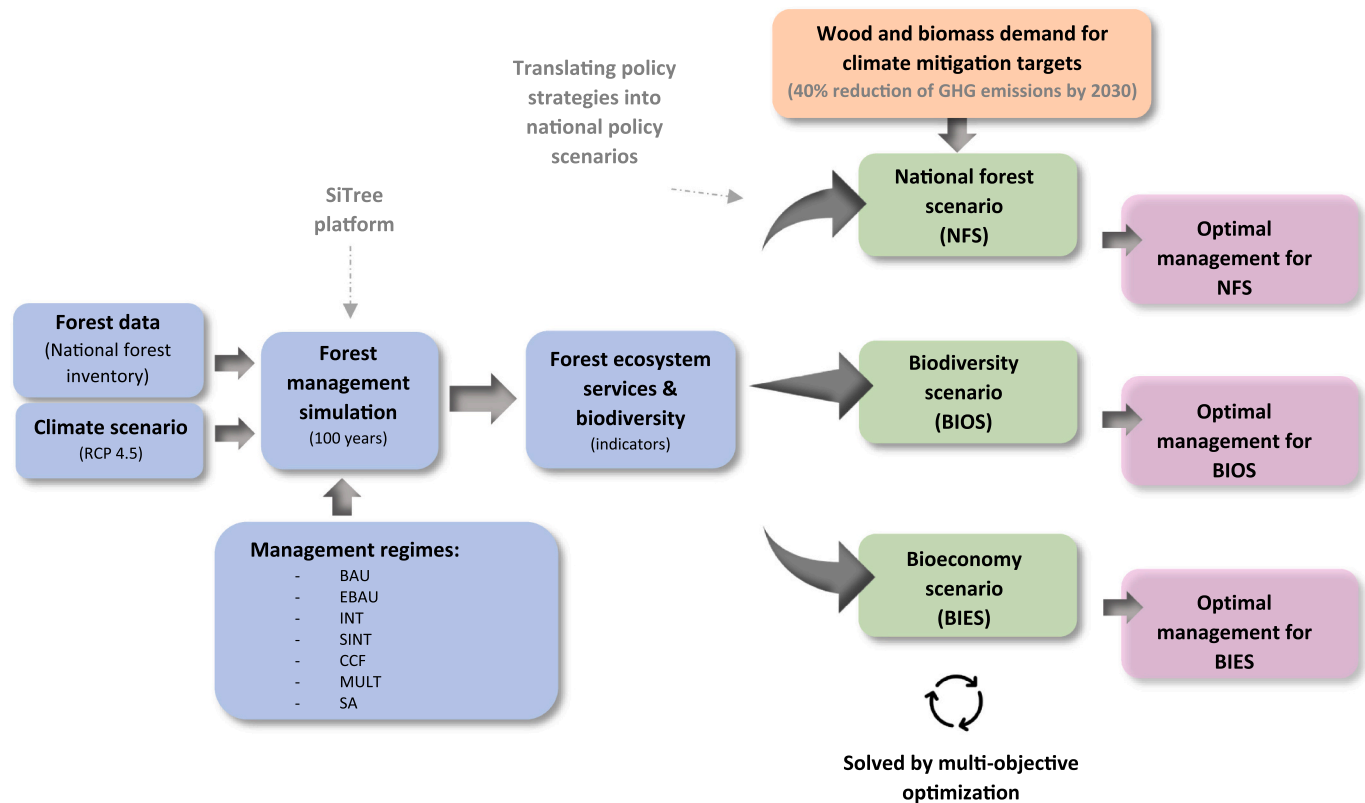 Wood and biomass demand for
climate mitigation targets
(40% reduction of GHG emissions by 2030)
Translating policy
strategies into
national policy
scenarios
SiTree
platform
National forest
scenario
(NFS)
Optimal
management for
NFS
Forest data
(National forest
inventory)
Climate scenario
(RCP 4.5)
Forest
management
simulation
(100 years)
Forest ecosystem
services &
biodiversity
(indicators)
Biodiversity
scenario
(BIOS)
Optimal
management for
BIOS
Management regimes:
- BAU
- EBAU
- INT
- SINT
- CCF
- MULT
- SA
Bioeconomy
scenario
(BIES)
Optimal
management for
BIES
Solved by multi-objective
optimization